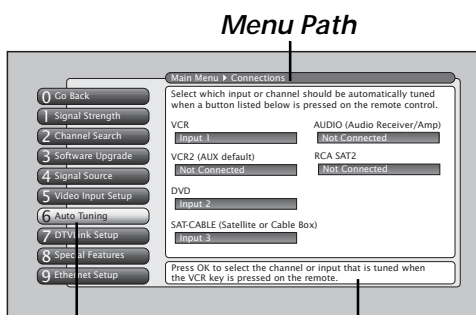 Menu Path
Main Menu ▶ Connections
0 Go Back
1 Signal Strength
2 Channel Search
3 Software Upgrade
4 Signal Source
5 Video Input Setup
6 Auto Tuning
7 DTVLink Setup
8 Special Features
9 Ethernet Setup
Select which input or channel should be automatically tuned
when a button listed below is pressed on the remote control.
VCR
Input 1
VCR2 (AUX default)
Not Connected
DVD
Input 2
SAT-CABLE (Satellite or Cable Box)
Input 3
AUDIO (Audio Receiver/Amp)
Not Connected
RCA SAT2
Not Connected
Press OK to select the channel or input that is tuned when
the VCR key is pressed on the remote.